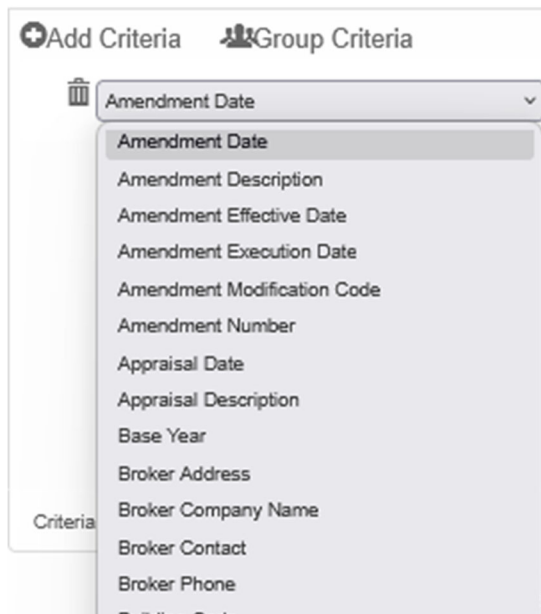 Add Criteria Group Criteria
Amendment Date
Amendment Date
Amendment Description
Amendment Effective Date
Amendment Execution Date
Amendment Modification Code
Amendment Number
Appraisal Date
Appraisal Description
Base Year
Broker Address
Broker Company Name
Criteria
Broker Contact
Broker Phone